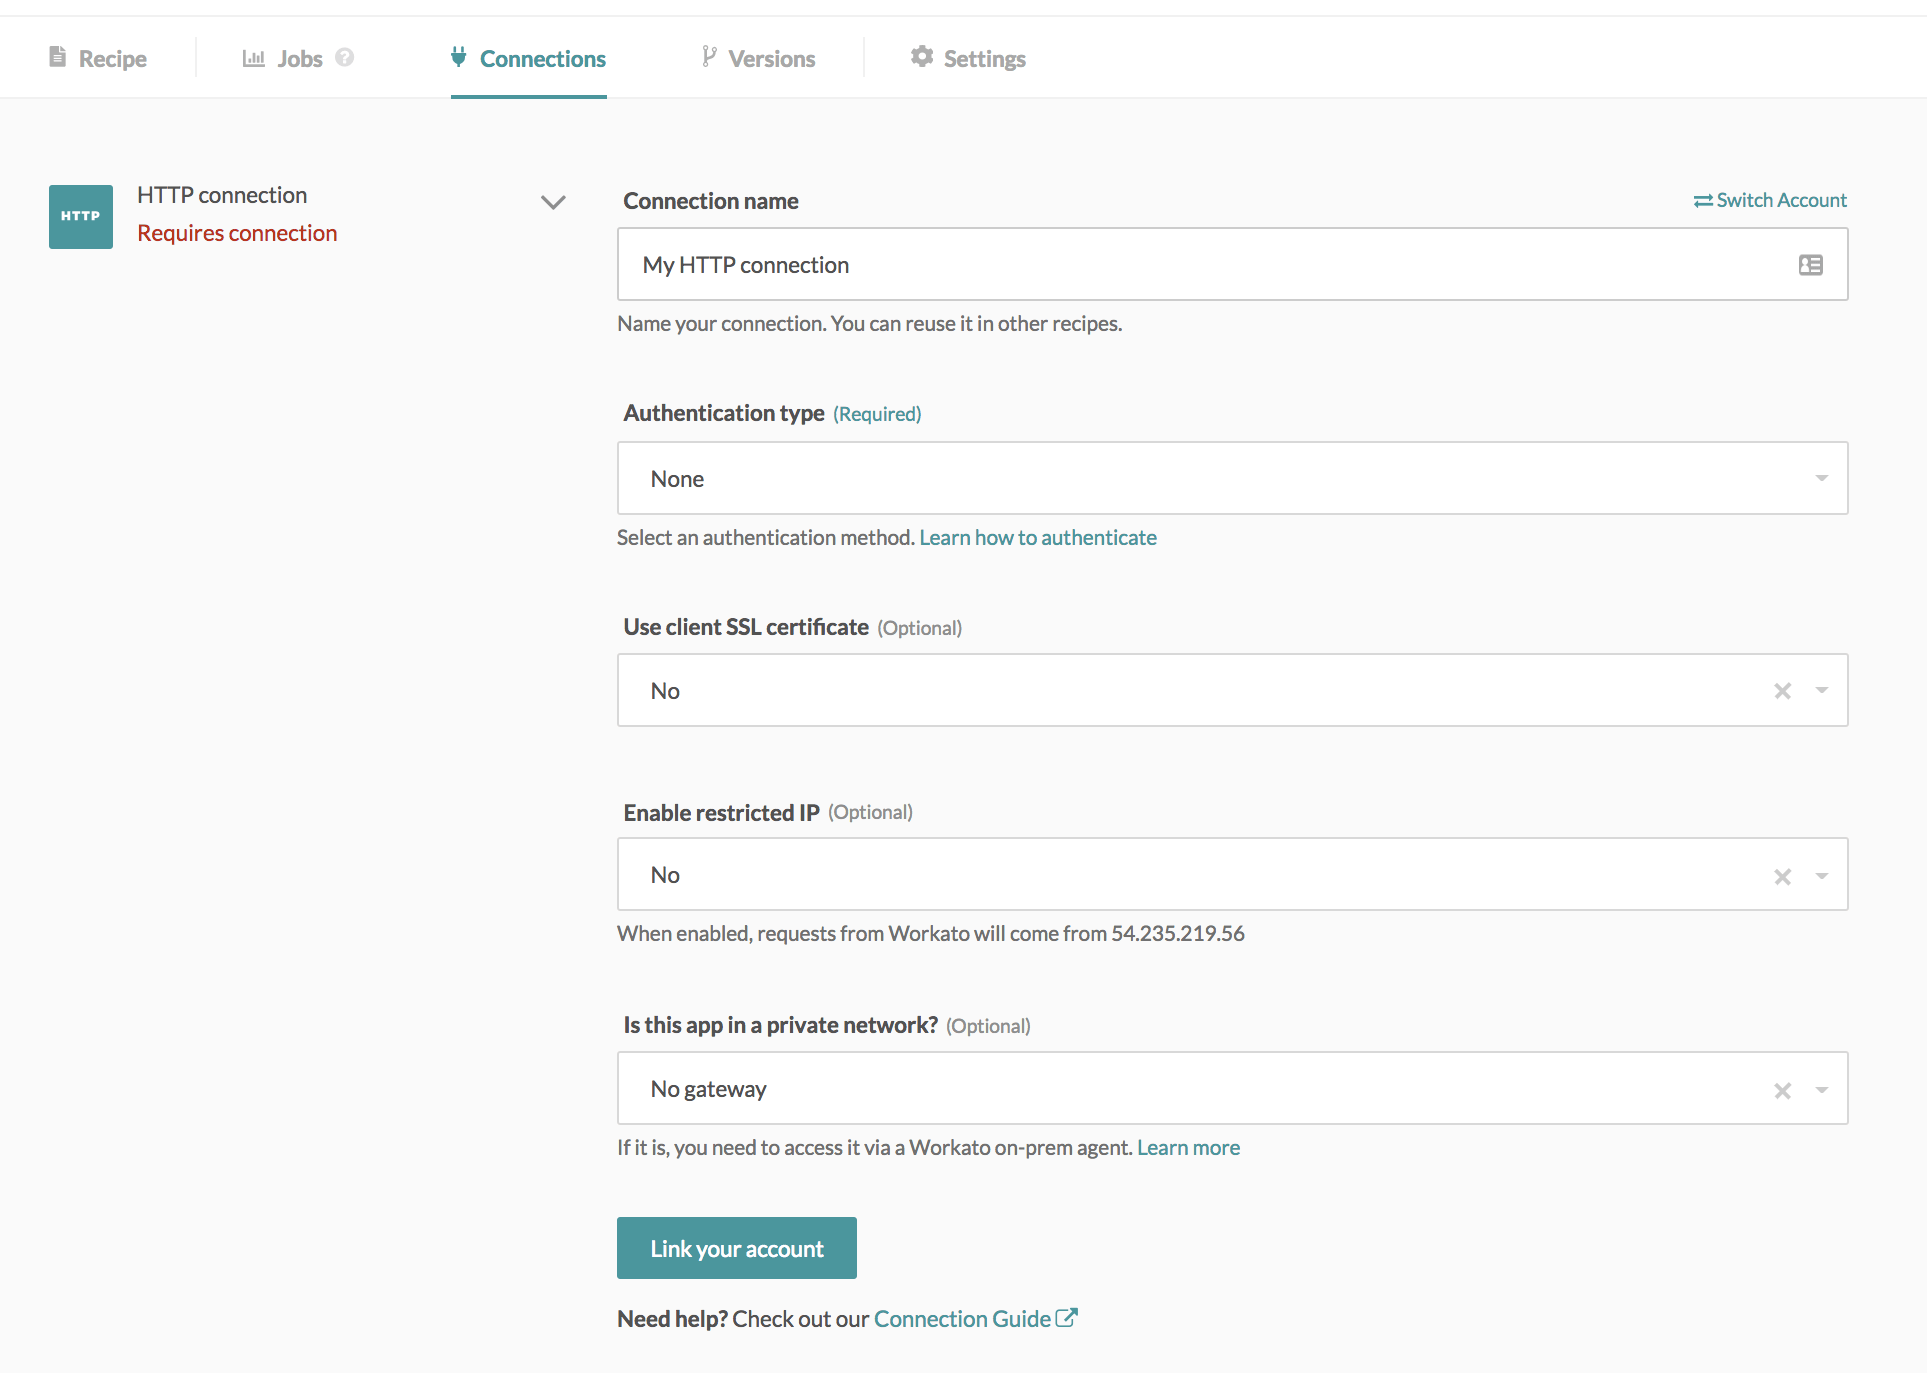 Recipe
Jobs ?
Connections
Versions
Settings
HTTP
HTTP connection
Requires connection
Connection name
Switch Account
My HTTP connection
Name your connection. You can reuse it in other recipes.
Authentication type (Required)
None
Select an authentication method. Learn how to authenticate
Use client SSL certificate (Optional)
No
Enable restricted IP (Optional)
No
When enabled, requests from Workato will come from 54.235.219.56
Is this app in a private network? (Optional)
No gateway
If it is, you need to access it via a Workato on-prem agent. Learn more
Link your account
Need help? Check out our Connection Guide